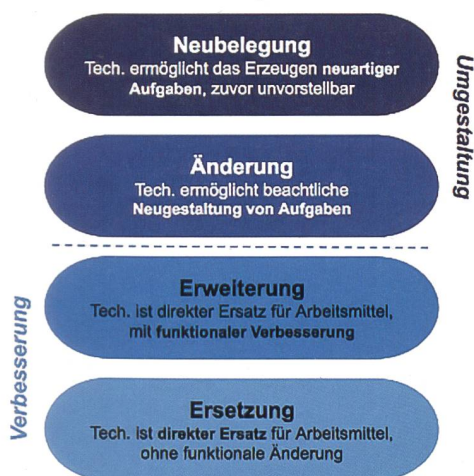 Neubelegung
Tech. ermöglicht das Erzeugen neuartiger
Aufgaben, zuvor unvorstellbar
Umgestaltung
Änderung
Tech. ermöglicht beachtliche
Neugestaltung von Aufgaben
Erweiterung
Tech. ist direkter Ersatz für Arbeitsmittel,
mit funktionaler Verbesserung
Verbesserung
Ersetzung
Tech. ist direkter Ersatz für Arbeitsmittel,
ohne funktionale Änderung